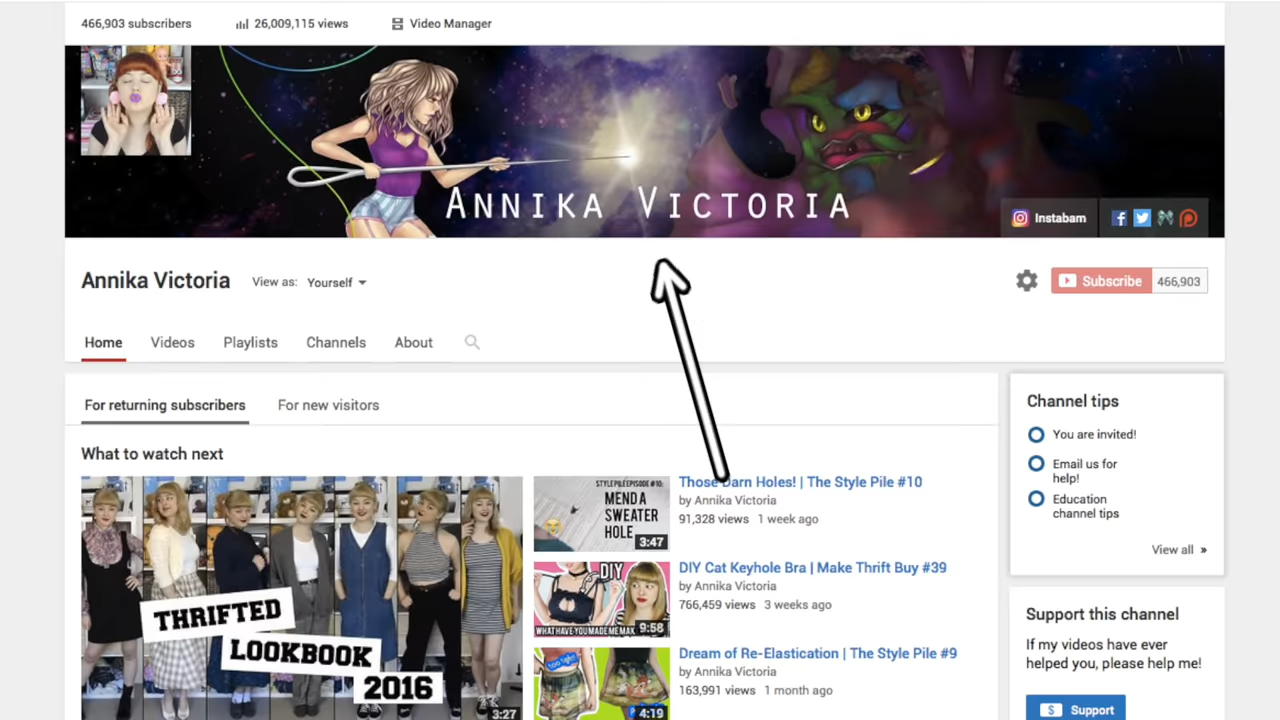 466,903 subscribers
26,009,115 views
Video Manager
ANNIKA VICTORIA
Instabam
Annika Victoria
View as:
Yourself
Subscribe
466,903
Home
Videos
Playlists
Channels
About
For returning subscribers
For new visitors
What to watch next
THRIFTED
LOOKBOOK
2016
3:27
STYLE PILE EPISODE #10:
MEND A
SWEATER
HOLE
3:47
Those Darn Holes! | The Style Pile #10
by Annika Victoria
91,328 views 1 week ago
DIY
WHAT HAVE YOU MADE ME MAX
9:58
DIY Cat Keyhole Bra | Make Thrift Buy #39
by Annika Victoria
766,459 views 3 weeks ago
too tight
4:19
Dream of Re-Elastication | The Style Pile #9
by Annika Victoria
163,991 views 1 month ago
Channel tips
You are invited!
Email us for
help!
Education
channel tips
View all »
Support this channel
If my videos have ever
helped you, please help me!
$ Support